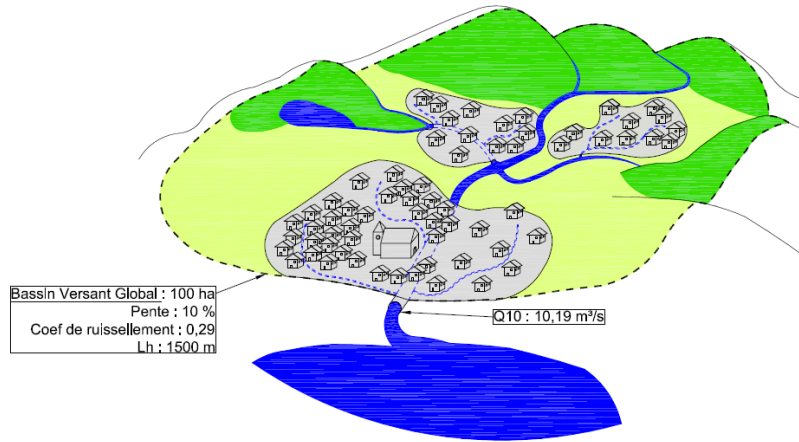 Bassin Versant Global : 100 ha
Pente : 10 %
Coef de ruissellement : 0,29
Lh : 1500 m
Q10 : 10,19 m³/s